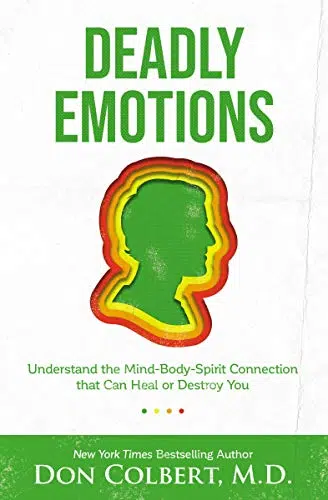 DEADLY
EMOTIONS
Understand the Mind-Body-Spirit Connection
that Can Heal or Destroy You
New York Times Bestselling Author
DON COLBERT, M.D.